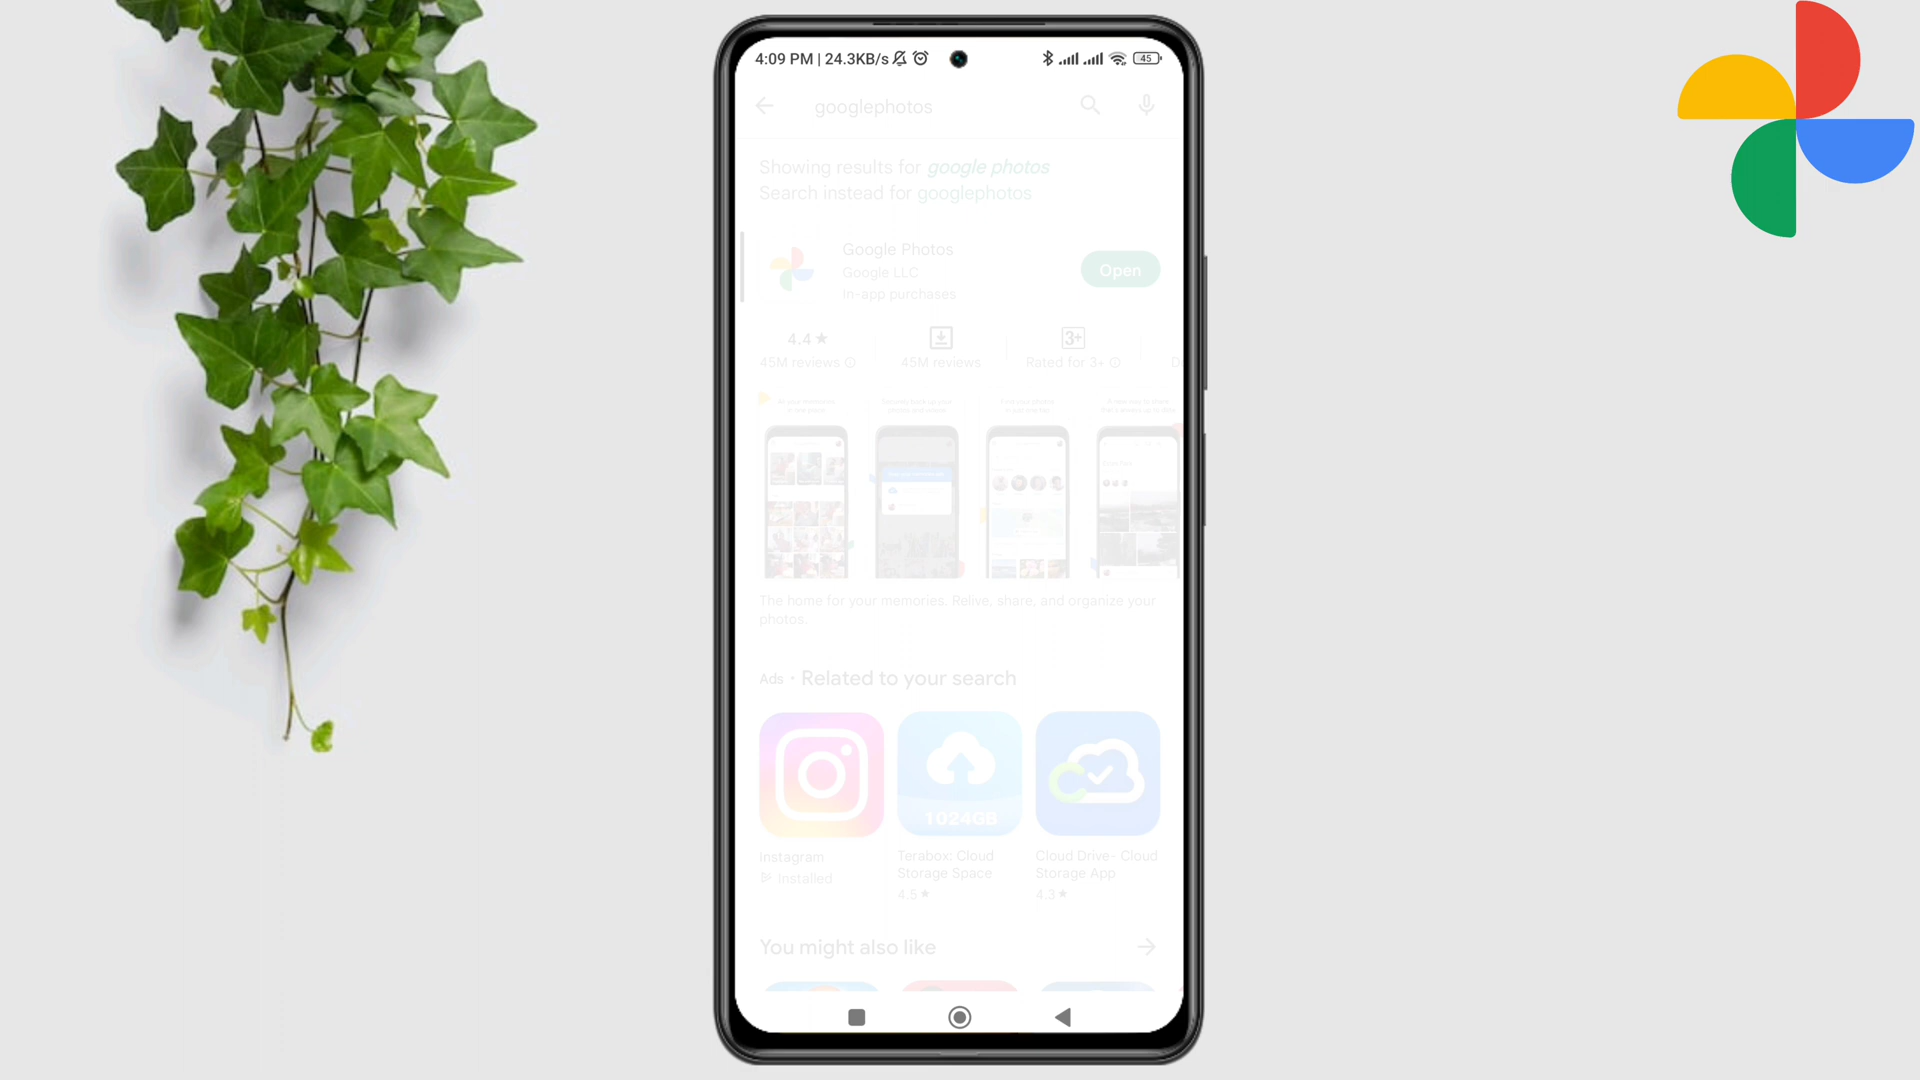 4:09 PM | 24.3KB/s
45
googlephotos
Showing results for google photos
Search instead for googlephotos
Google Photos
Google LLC
In-app purchases
Open
4.4★
45M reviews
45M reviews
3+
Rated for 3+
D
The home for your memories. Relive, share, and organize your
photos.
Ads · Related to your search
1024GB
Instagram
Installed
Terabox: Cloud
Storage Space
4.5★
Cloud Drive- Cloud
Storage App
4.3★
You might also like